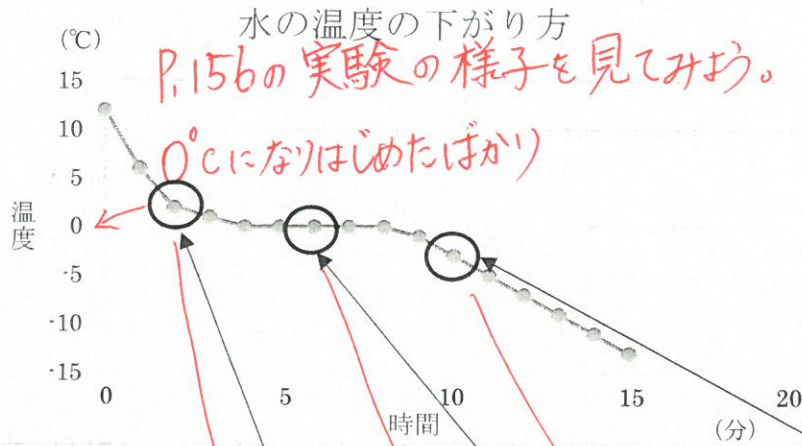 水の温度の下がり方
(℃)
P.156の実験の様子を見てみよう。
0℃になりはじめたばかり
15
10
5
0
-5
-10
-15
温度
0 5 10 15 20
時間
(分)